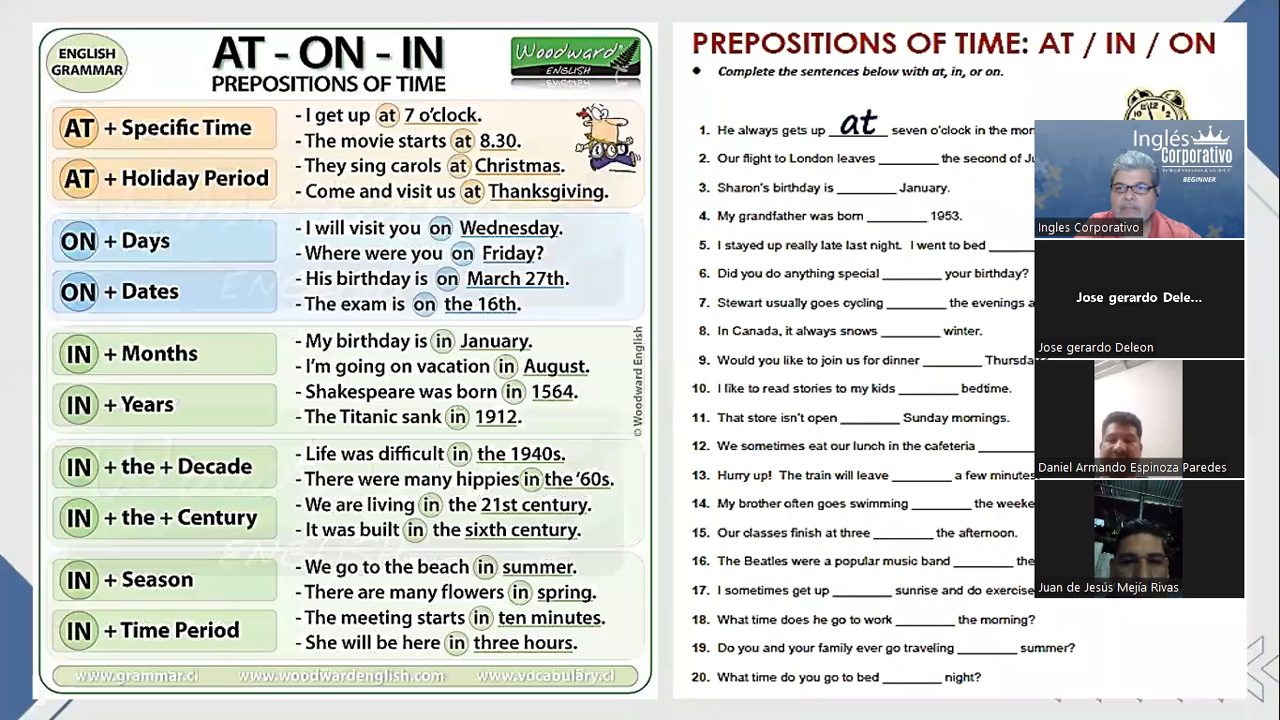 ENGLISH
GRAMMAR
AT - ON - IN
PREPOSITIONS OF TIME
Woodward
ENGLISH
AT + Specific Time
AT + Holiday Period
- I get up at 7 o'clock.
- The movie starts at 8.30.
- They sing carols at Christmas.
- Come and visit us at Thanksgiving.
ON + Days
ON + Dates
- I will visit you on Wednesday.
- Where were you on Friday?
- His birthday is on March 27th.
- The exam is on the 16th.
IN + Months
IN + Years
- My birthday is in January.
- I'm going on vacation in August.
- Shakespeare was born in 1564.
- The Titanic sank in 1912.
IN + the + Decade
IN + the + Century
- Life was difficult in the 1940s.
- There were many hippies in the '60s.
- We are living in the 21st century.
- It was built in the sixth century.
IN + Season
IN + Time Period
- We go to the beach in summer.
- There are many flowers in spring.
- The meeting starts in ten minutes.
- She will be here in three hours.
© Woodward English
www.grammar.cl www.woodwardenglish.com www.vocabulary.cl
PREPOSITIONS OF TIME: AT / IN / ON
• Complete the sentences below with at, in, or on.
1. He always gets up at seven o'clock in the mor
2. Our flight to London leaves ________ the second of Ju
3. Sharon's birthday is ________ January.
4. My grandfather was born ________ 1953.
5. I stayed up really late last night. I went to bed ______
6. Did you do anything special ________ your birthday?
7. Stewart usually goes cycling ________ the evenings a
8. In Canada, it always snows ________ winter.
9. Would you like to join us for dinner ________ Thursda
10. I like to read stories to my kids ________ bedtime.
11. That store isn't open ________ Sunday mornings.
12. We sometimes eat our lunch in the cafeteria ________
13. Hurry up! The train will leave ________ a few minutes
14. My brother often goes swimming ________ the weeke
15. Our classes finish at three ________ the afternoon.
16. The Beatles were a popular music band ________ the
17. I sometimes get up ________ sunrise and do exercise
18. What time does he go to work ________ the morning?
19. Do you and your family ever go traveling ________ summer?
20. What time do you go to bed ________ night?
Inglés
Corporativo
BEGINNER
Ingles Corporativo
Jose gerardo Dele...
Jose gerardo Deleon
Daniel Armando Espinoza Paredes
Juan de Jesús Mejía Rivas